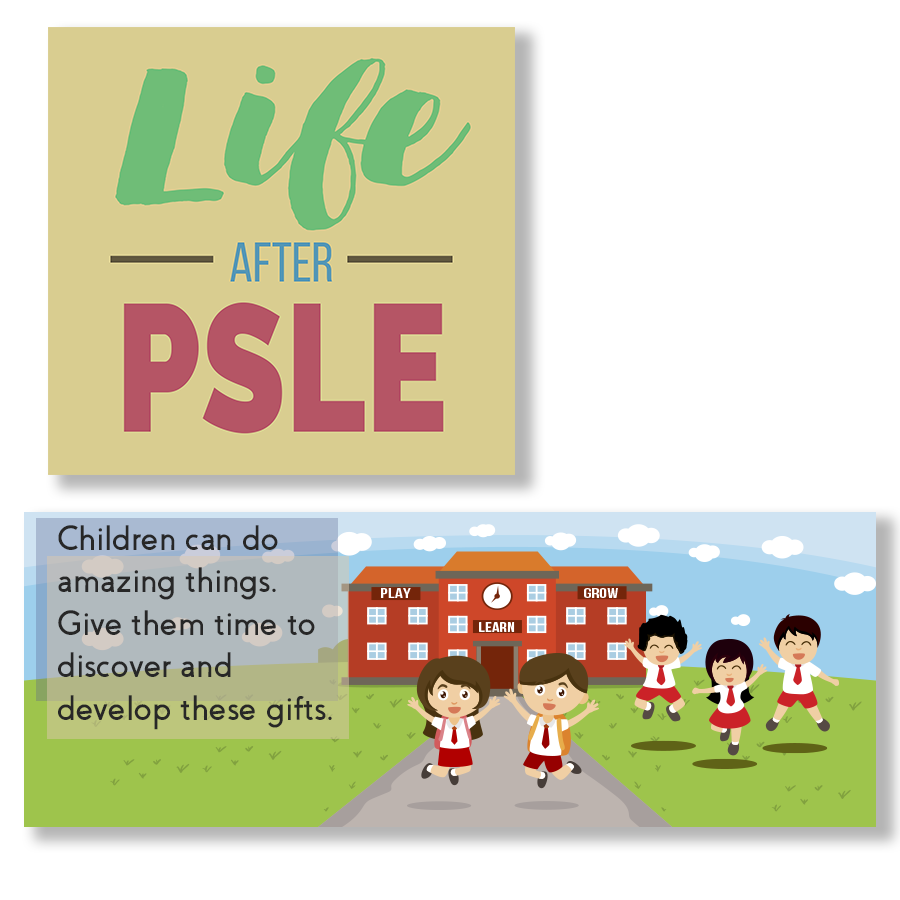 Life
AFTER
PSLE
Children can do
amazing things.
Give them time to
discover and
develop these gifts.
PLAY
LEARN
GROW